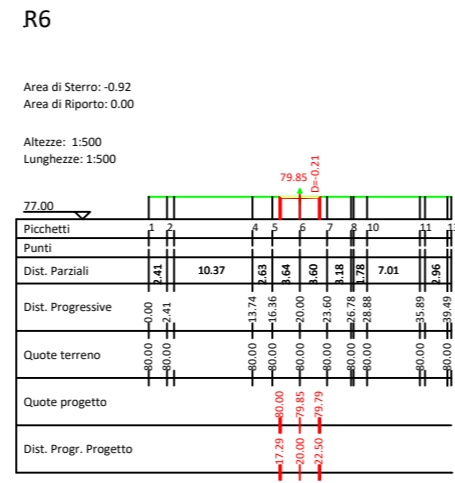 R6
Area di Sterro: -0.92
Area di Riporto: 0.00
Altezze: 1:500
Lunghezze: 1:500
79.85
D=-0.21
77.00
Picchetti 1 2 4 5 6 7 8 10 11
Punti
Dist. Parziali 2.41 10.37 2.63 3.64 3.60 3.18 1.78 7.01 2.96
Dist. Progressive 0.00 2.41 13.74 16.36 20.00 23.60 26.78 28.88 35.89 39.49
Quote terreno 80.00 80.00 80.00 80.00 80.00 80.00 80.00 80.00 80.00 80.00
Quote progetto 80.00 79.85 79.79
Dist. Progr. Progetto 17.29 20.00 22.50